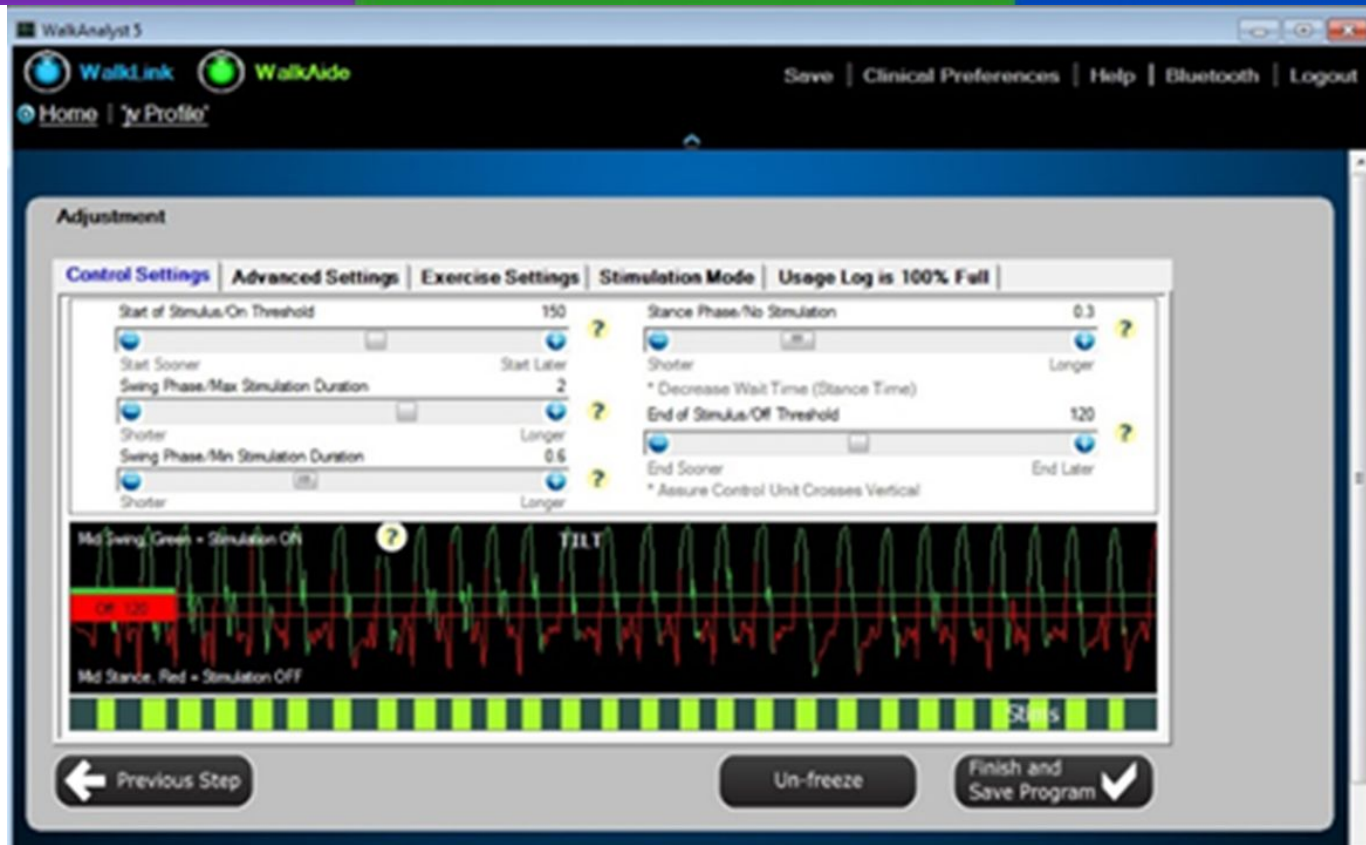 WalkAnalyst 5
WalkLink WalkAide
Save | Clinical Preferences | Help | Bluetooth | Logout
Home | "jv Profile"
Adjustment
Control Settings | Advanced Settings | Exercise Settings | Stimulation Mode | Usage Log is 100% Full
Start of Stimulus/On Threshold 150 ?
Start Sooner Start Later
Swing Phase/Max Stimulation Duration 2 ?
Shorter Longer
Swing Phase/Min Stimulation Duration 0.6 ?
Shorter Longer
Stance Phase/No Stimulation 0.3 ?
Shorter Longer
* Decrease Wait Time (Stance Time)
End of Stimulus/Off Threshold 120 ?
End Sooner End Later
* Assure Control Unit Crosses Vertical
Mid Swing, Green = Stimulation ON ? TILT
Off: 120
Mid Stance, Red = Stimulation OFF
Stims
Previous Step
Un-freeze
Finish and
Save Program